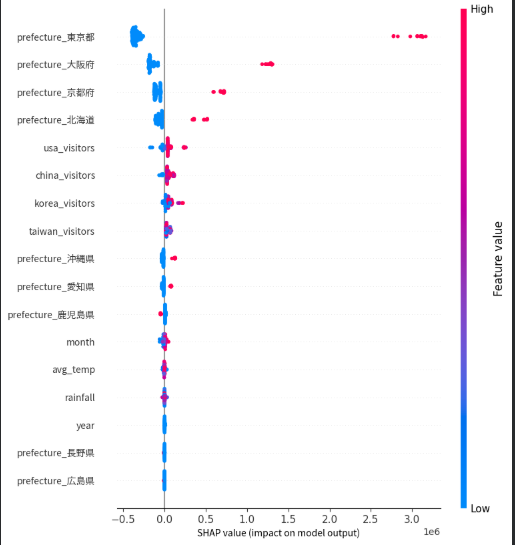 High
prefecture_東京都
prefecture_大阪府
prefecture_京都府
prefecture_北海道
usa_visitors
china_visitors
korea_visitors
taiwan_visitors
prefecture_沖縄県
prefecture_愛知県
prefecture_鹿児島県
month
avg_temp
rainfall
year
prefecture_長野県
prefecture_広島県
Feature value
Low
−0.5 0.0 0.5 1.0 1.5 2.0 2.5 3.0
1e6
SHAP value (impact on model output)